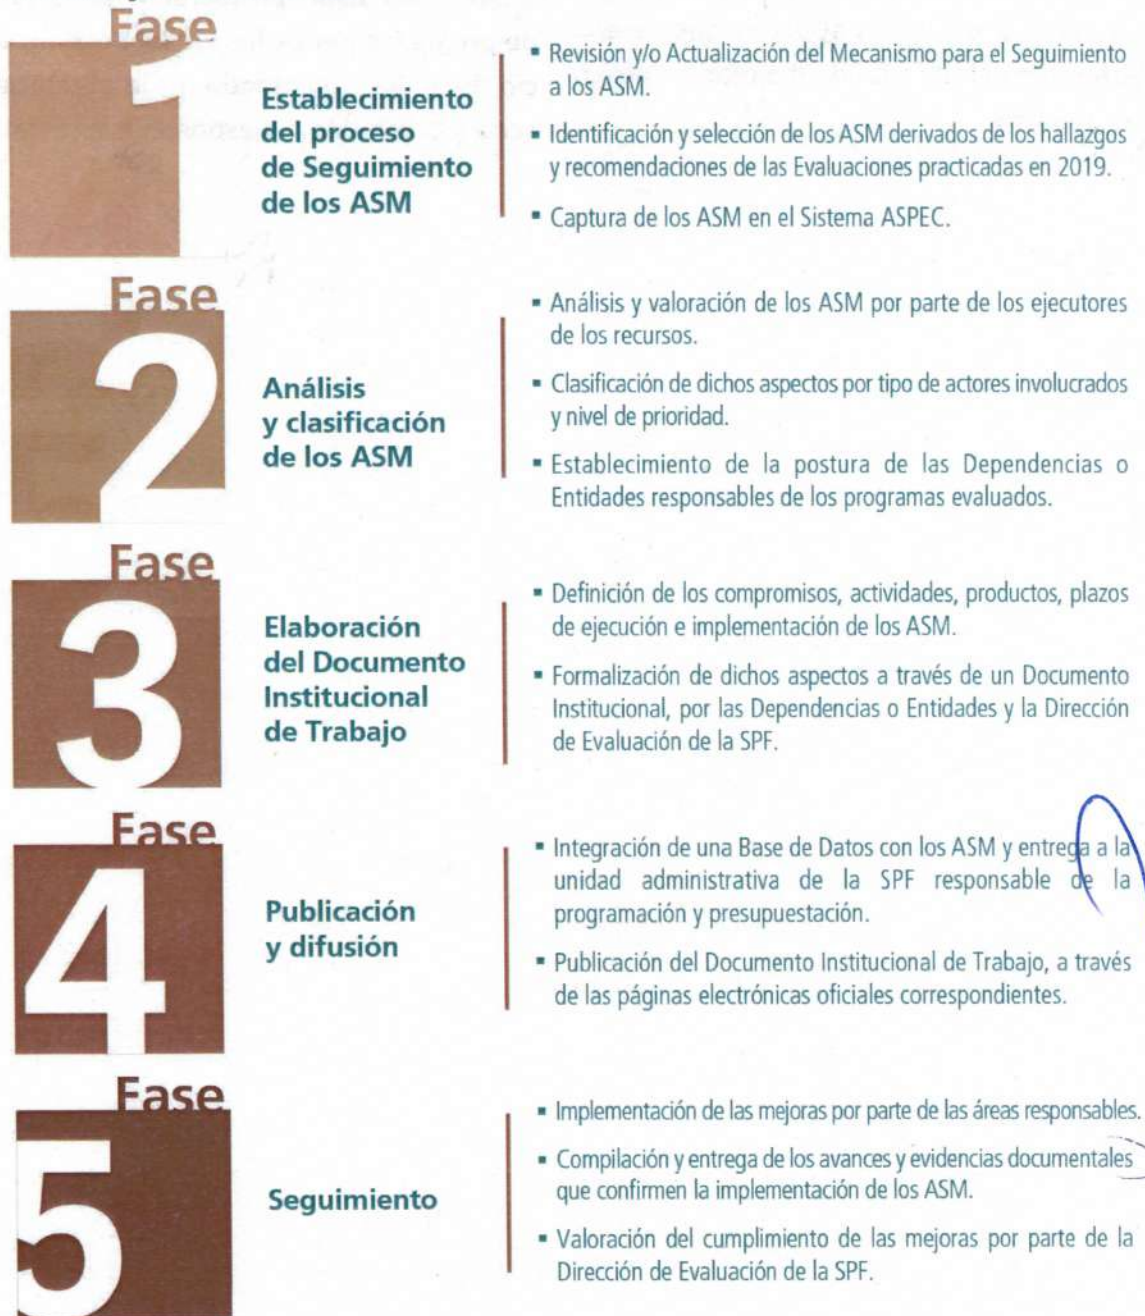 Fase
1
Establecimiento
del proceso
de Seguimiento
de los ASM
▪ Revisión y/o Actualización del Mecanismo para el Seguimiento
a los ASM.
▪ Identificación y selección de los ASM derivados de los hallazgos
y recomendaciones de las Evaluaciones practicadas en 2019.
▪ Captura de los ASM en el Sistema ASPEC.
Fase
2
Análisis
y clasificación
de los ASM
▪ Análisis y valoración de los ASM por parte de los ejecutores
de los recursos.
▪ Clasificación de dichos aspectos por tipo de actores involucrados
y nivel de prioridad.
▪ Establecimiento de la postura de las Dependencias o
Entidades responsables de los programas evaluados.
Fase
3
Elaboración
del Documento
Institucional
de Trabajo
▪ Definición de los compromisos, actividades, productos, plazos
de ejecución e implementación de los ASM.
▪ Formalización de dichos aspectos a través de un Documento
Institucional, por las Dependencias o Entidades y la Dirección
de Evaluación de la SPF.
Fase
4
Publicación
y difusión
▪ Integración de una Base de Datos con los ASM y entrega a la
unidad administrativa de la SPF responsable de la
programación y presupuestación.
▪ Publicación del Documento Institucional de Trabajo, a través
de las páginas electrónicas oficiales correspondientes.
Fase
5
Seguimiento
▪ Implementación de las mejoras por parte de las áreas responsables.
▪ Compilación y entrega de los avances y evidencias documentales
que confirmen la implementación de los ASM.
▪ Valoración del cumplimiento de las mejoras por parte de la
Dirección de Evaluación de la SPF.